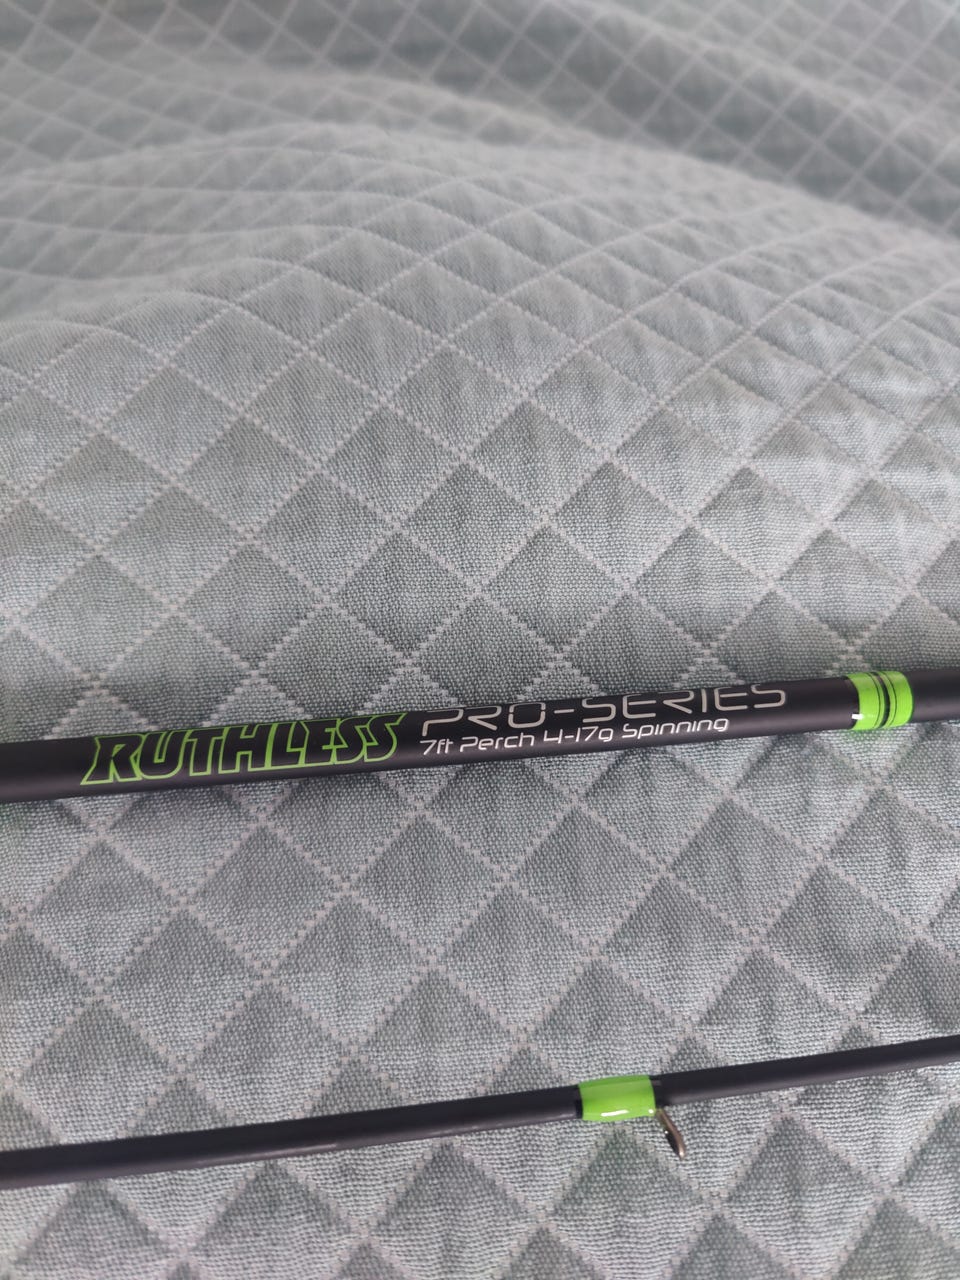 RUTHLESS PRO-SERIES
7ft Perch 4-17g Spinning